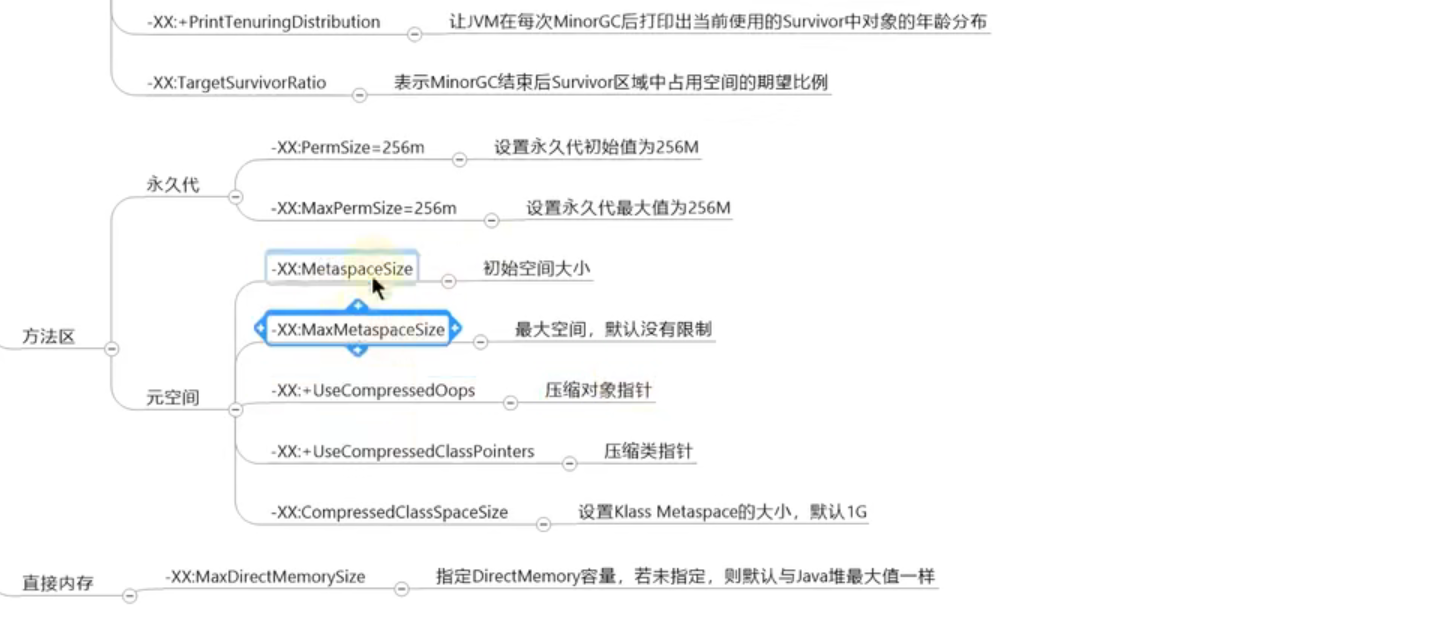 -XX:+PrintTenuringDistribution 让JVM在每次MinorGC后打印出当前使用的Survivor中对象的年龄分布
-XX:TargetSurvivorRatio 表示MinorGC结束后Survivor区域中占用空间的期望比例
-XX:PermSize=256m 设置永久代初始值为256M
永久代
-XX:MaxPermSize=256m 设置永久代最大值为256M
-XX:MetaspaceSize 初始空间大小
方法区
-XX:MaxMetaspaceSize 最大空间，默认没有限制
-XX:+UseCompressedOops 压缩对象指针
元空间
-XX:+UseCompressedClassPointers 压缩类指针
-XX:CompressedClassSpaceSize 设置Klass Metaspace的大小，默认1G
直接内存 -XX:MaxDirectMemorySize 指定DirectMemory容量，若未指定，则默认与Java堆最大值一样